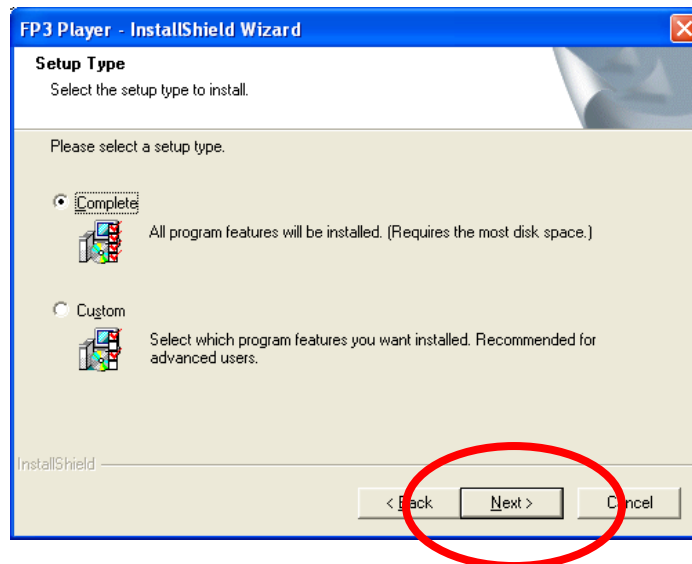 FP3 Player - InstallShield Wizard
Setup Type
Select the setup type to install.
Please select a setup type.
Complete
All program features will be installed. (Requires the most disk space.)
Custom
Select which program features you want installed. Recommended for
advanced users.
InstallShield
< Back Next > Cancel